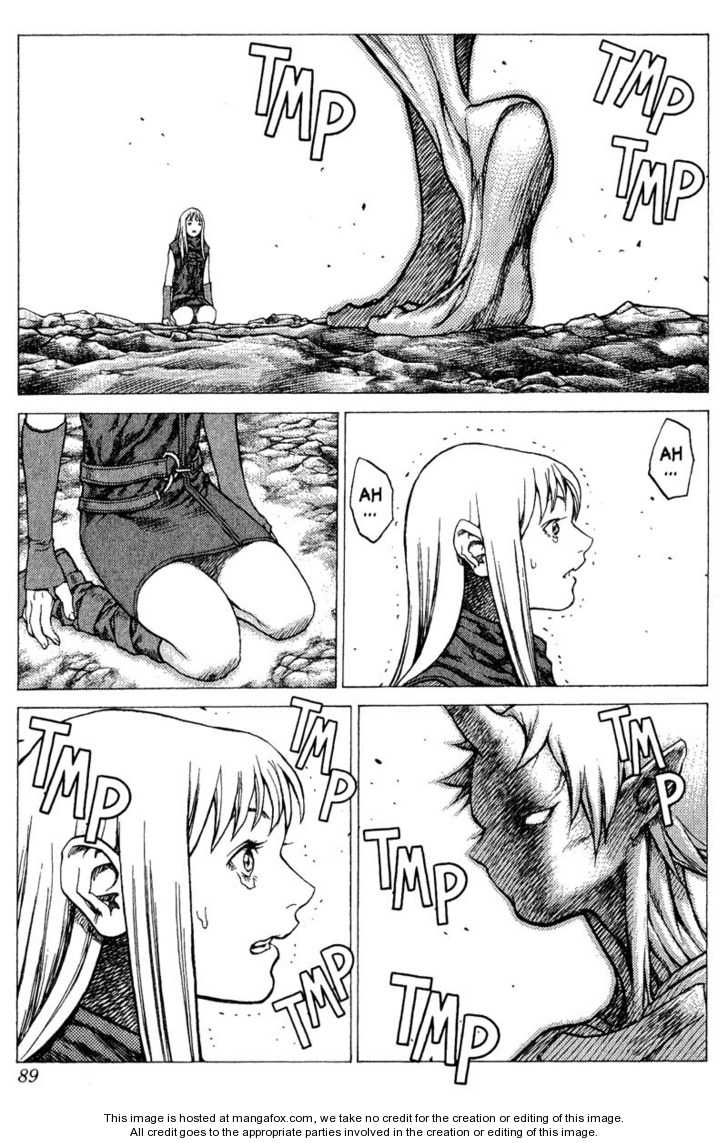 TMP
TMP
TMP
AH
...
AH
...
TMP
TMP
TMP
TMP
TMP
TMP
89
This image is hosted at mangafox.com, we take no credit for the creation or editing of this image.
All credit goes to the appropriate parties involved in the creation or editing of this image.